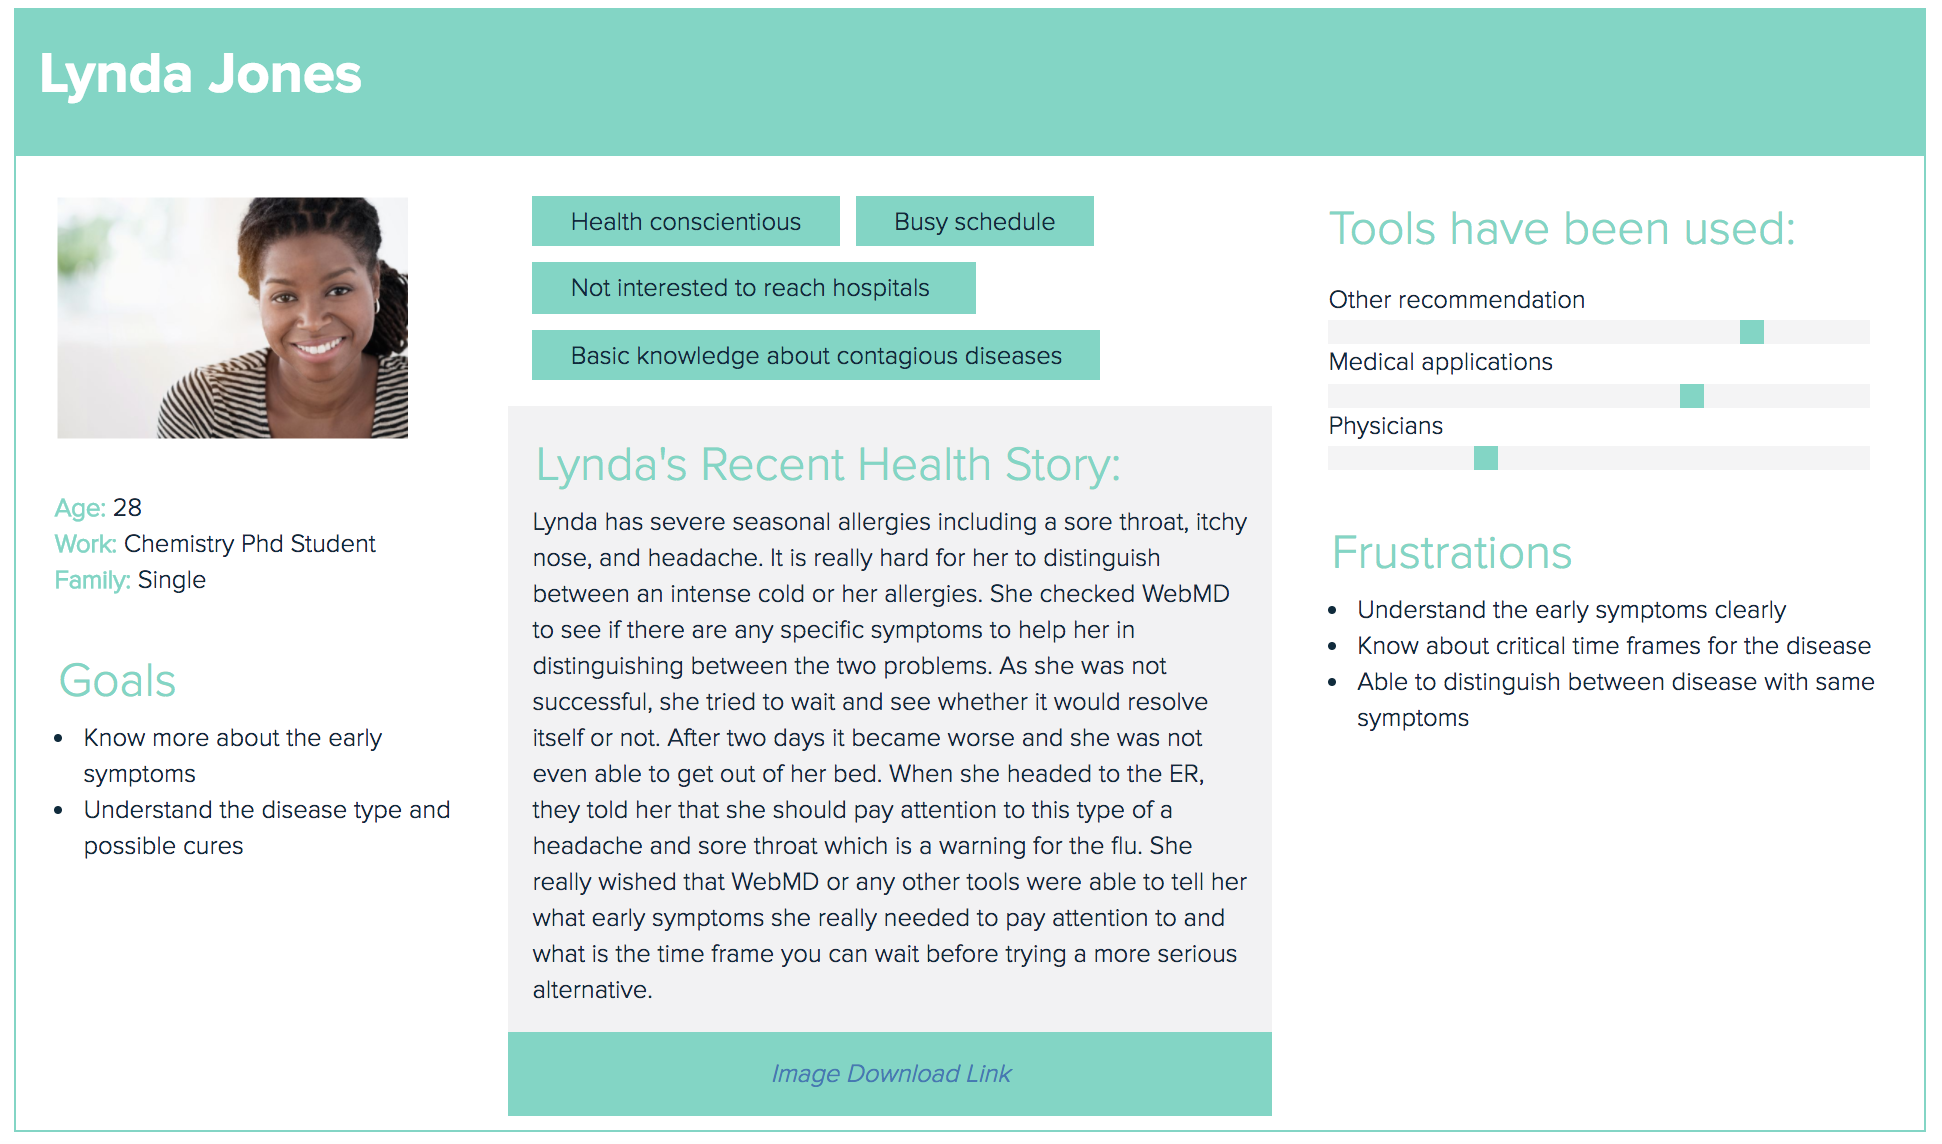 Lynda Jones
Age: 28
Work: Chemistry Phd Student
Family: Single
Goals
• Know more about the early
symptoms
• Understand the disease type and
possible cures
Health conscientious
Busy schedule
Not interested to reach hospitals
Basic knowledge about contagious diseases
Lynda's Recent Health Story:
Lynda has severe seasonal allergies including a sore throat, itchy
nose, and headache. It is really hard for her to distinguish
between an intense cold or her allergies. She checked WebMD
to see if there are any specific symptoms to help her in
distinguishing between the two problems. As she was not
successful, she tried to wait and see whether it would resolve
itself or not. After two days it became worse and she was not
even able to get out of her bed. When she headed to the ER,
they told her that she should pay attention to this type of a
headache and sore throat which is a warning for the flu. She
really wished that WebMD or any other tools were able to tell her
what early symptoms she really needed to pay attention to and
what is the time frame you can wait before trying a more serious
alternative.
Image Download Link
Tools have been used:
Other recommendation
Medical applications
Physicians
Frustrations
• Understand the early symptoms clearly
• Know about critical time frames for the disease
• Able to distinguish between disease with same
symptoms